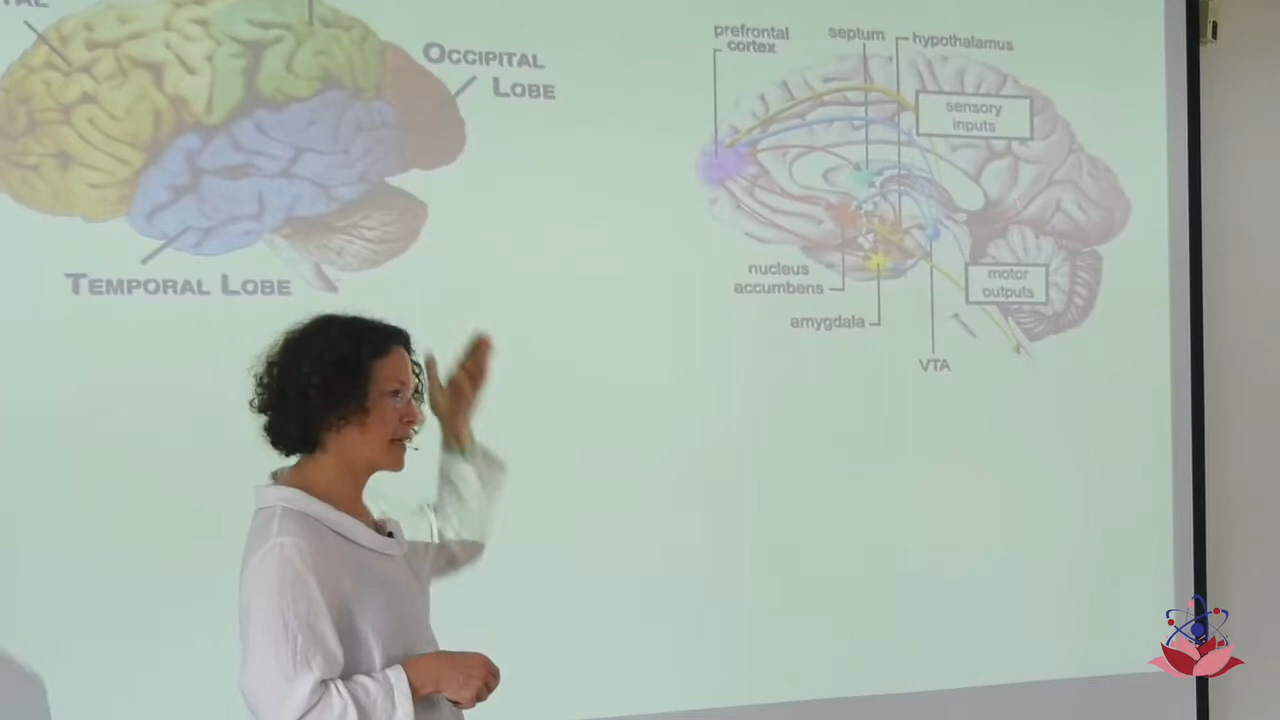 OCCIPITAL
LOBE
TEMPORAL LOBE
prefrontal
cortex
septum
hypothalamus
sensory
inputs
nucleus
accumbens
amygdala
motor
outputs
VTA